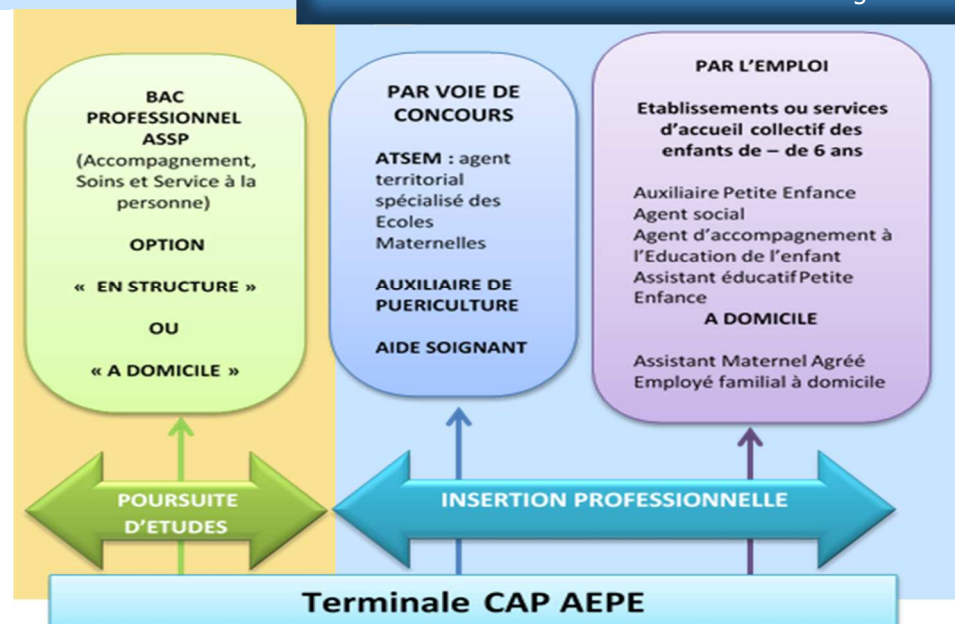 BAC
PROFESSIONNEL
ASSP
(Accompagnement,
Soins et Service à la
personne)
OPTION
« EN STRUCTURE »
OU
« A DOMICILE »
PAR VOIE DE
CONCOURS
ATSEM : agent
territorial
spécialisé des
Ecoles
Maternelles
AUXILIAIRE DE
PUERICULTURE
AIDE SOIGNANT
PAR L’EMPLOI
Etablissements ou services
d’accueil collectif des
enfants de – de 6 ans
Auxiliaire Petite Enfance
Agent social
Agent d’accompagnement à
l’Education de l’enfant
Assistant éducatif Petite
Enfance
A DOMICILE
Assistant Maternel Agréé
Employé familial à domicile
POURSUITE
D’ETUDES
INSERTION PROFESSIONNELLE
Terminale CAP AEPE